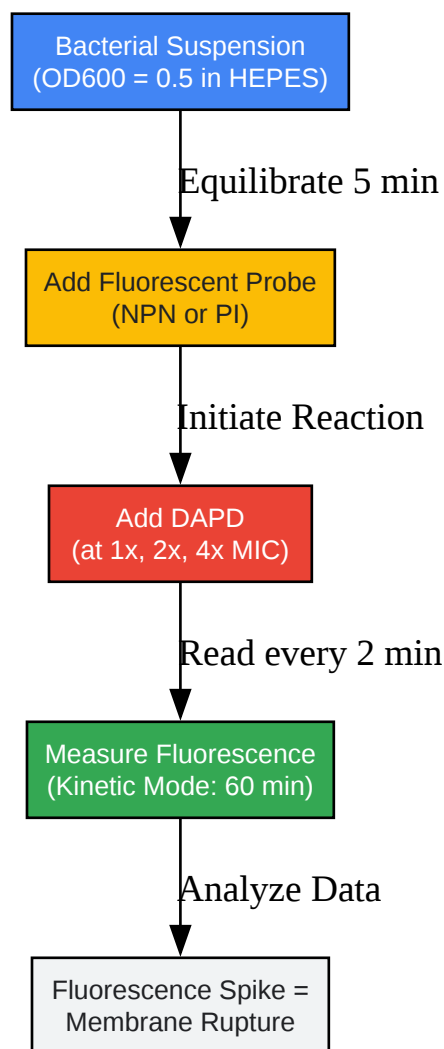 Bacterial Suspension
(OD600 = 0.5 in HEPES)
Equilibrate 5 min
Add Fluorescent Probe
(NPN or PI)
Initiate Reaction
Add DAPD
(at 1x, 2x, 4x MIC)
Read every 2 min
Measure Fluorescence
(Kinetic Mode: 60 min)
Analyze Data
Fluorescence Spike =
Membrane Rupture